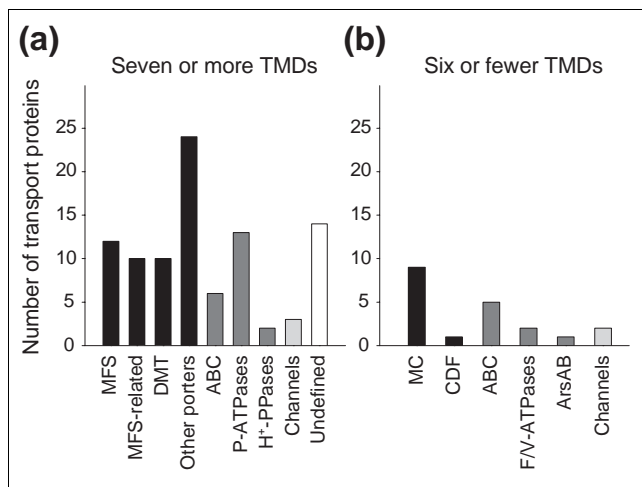 (a)
Seven or more TMDs
Number of transport proteins
25
20
15
10
5
0
MFS
MFS-related
DMT
Other porters
ABC
P-ATPases
H⁺-PPases
Channels
Undefined
(b)
Six or fewer TMDs
25
20
15
10
5
0
MC
CDF
ABC
F/V-ATPases
ArsAB
Channels